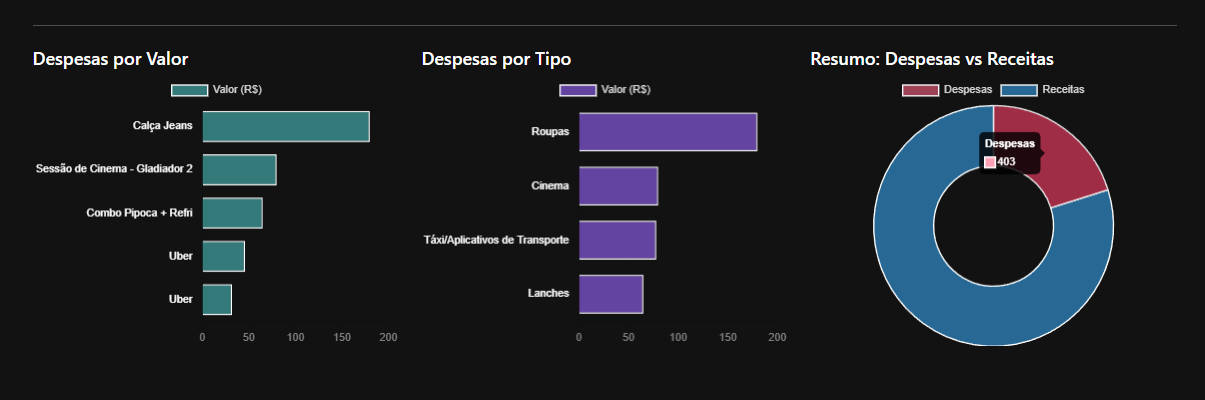 Despesas por Valor
Valor (R$)
Calça Jeans
Sessão de Cinema - Gladiador 2
Combo Pipoca + Refri
Uber
Uber
0 50 100 150 200
Despesas por Tipo
Valor (R$)
Roupas
Cinema
Táxi/Aplicativos de Transporte
Lanches
0 50 100 150 200
Resumo: Despesas vs Receitas
Despesas Receitas
Despesas
403